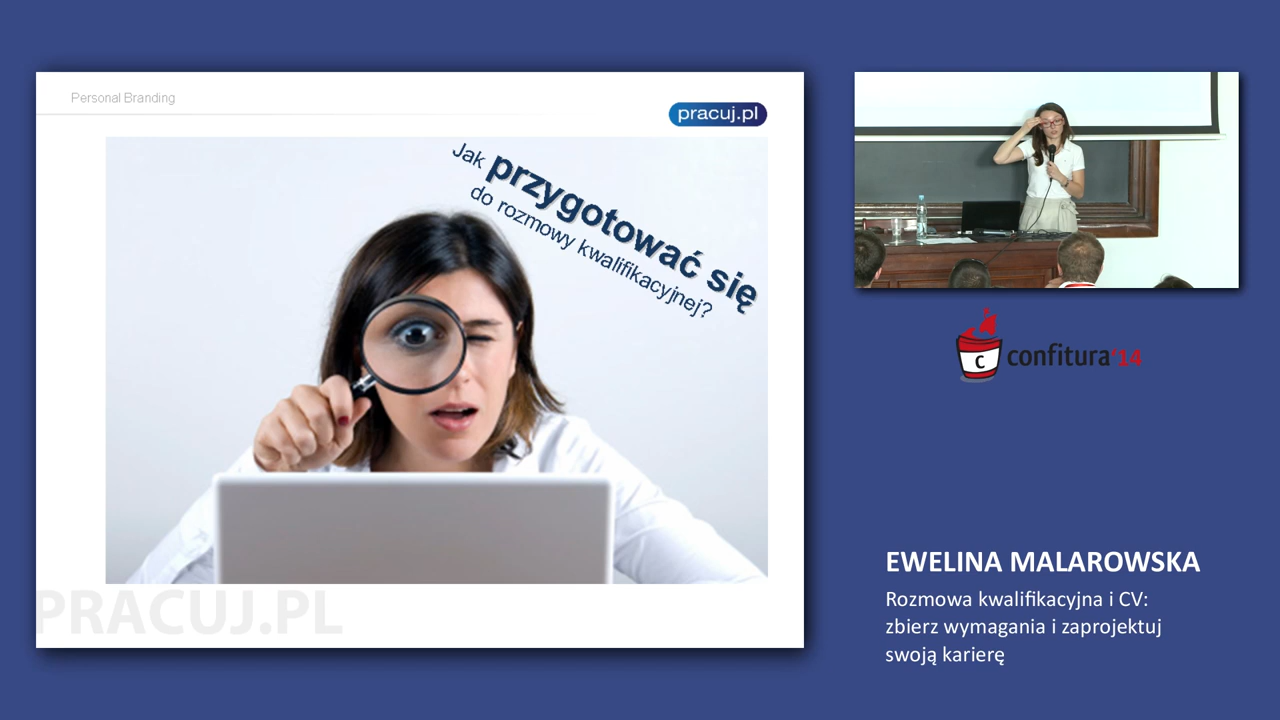 Personal Branding
pracuj.pl
Jak przygotować się
do rozmowy kwalifikacyjnej?
PRACUJ.PL
C
confitura'14
EWELINA MALAROWSKA
Rozmowa kwalifikacyjna i CV:
zbierz wymagania i zaprojektuj
swoją karierę